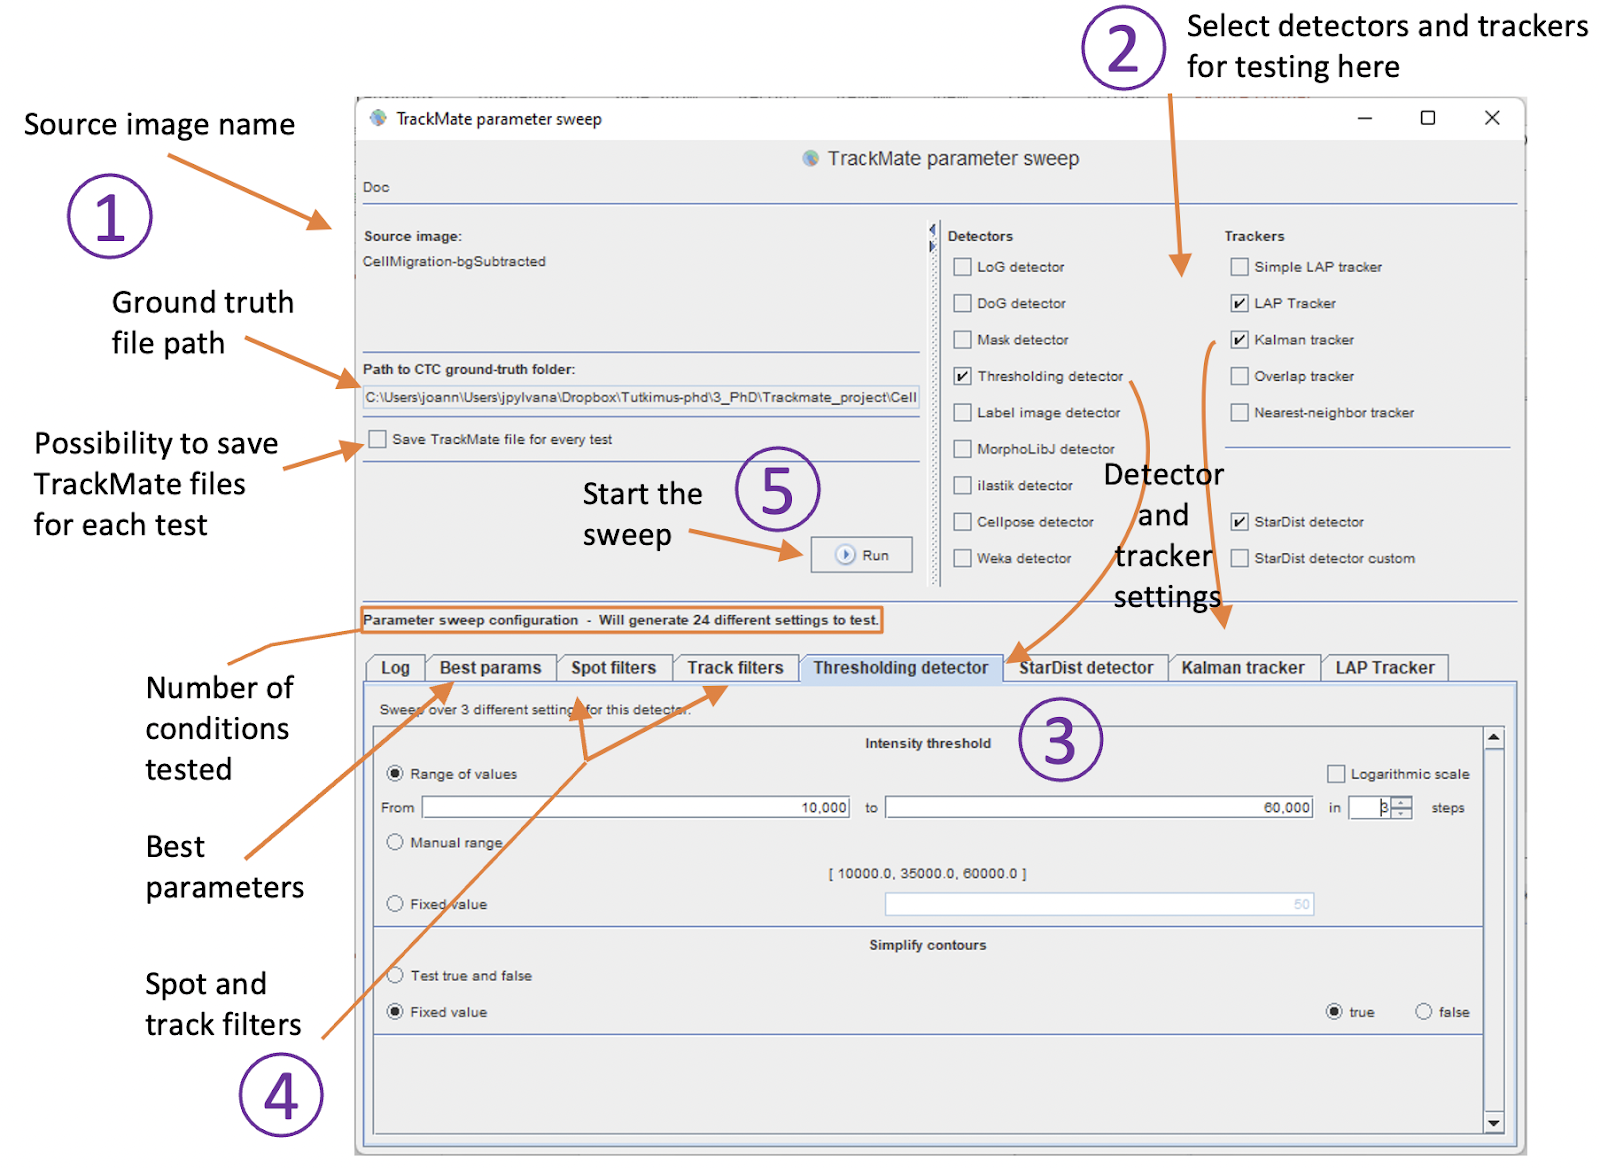 2
Select detectors and trackers
for testing here
Source image name
1
Ground truth
file path
Possibility to save
TrackMate files
for each test
TrackMate parameter sweep
TrackMate parameter sweep
Doc
Source image:
CellMigration-bgSubtracted
Path to CTC ground-truth folder:
C:\Users\joann\Users\jpylvana\Dropbox\Tutkimus-phd\3_PhD\Trackmate_project\Cell
Save TrackMate file for every test
Start the
sweep
5
Run
Detectors
LoG detector
DoG detector
Mask detector
Thresholding detector
Label image detector
MorphoLibJ detector
ilastik detector
Cellpose detector
Weka detector
Trackers
Simple LAP tracker
LAP Tracker
Kalman tracker
Overlap tracker
Nearest-neighbor tracker
StarDist detector
StarDist detector custom
Detector
and
tracker
settings
Parameter sweep configuration - Will generate 24 different settings to test.
Number of
conditions
tested
Best
parameters
Spot and
track filters
4
Log
Best params
Spot filters
Track filters
Thresholding detector
StarDist detector
Kalman tracker
LAP Tracker
Sweep over 3 different settings for this detector.
3
Intensity threshold
Range of values
Logarithmic scale
From 10,000 to 60,000 in 3 steps
Manual range
[ 10000.0, 35000.0, 60000.0 ]
Fixed value 50
Simplify contours
Test true and false
Fixed value
true false